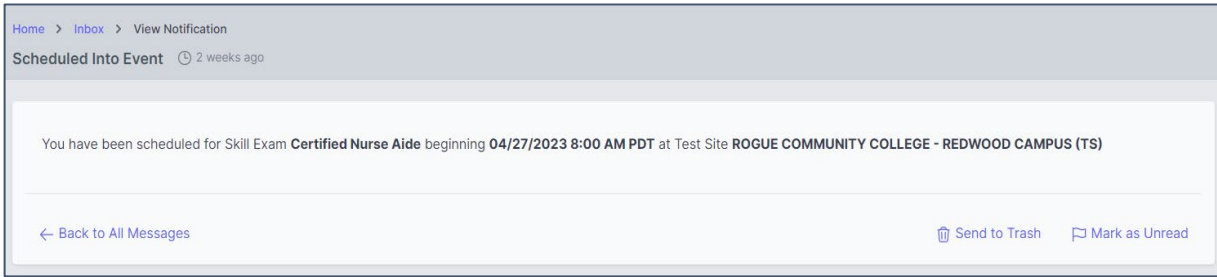 Home > Inbox > View Notification
Scheduled Into Event 2 weeks ago
You have been scheduled for Skill Exam Certified Nurse Aide beginning 04/27/2023 8:00 AM PDT at Test Site ROGUE COMMUNITY COLLEGE - REDWOOD CAMPUS (TS)
← Back to All Messages Send to Trash Mark as Unread